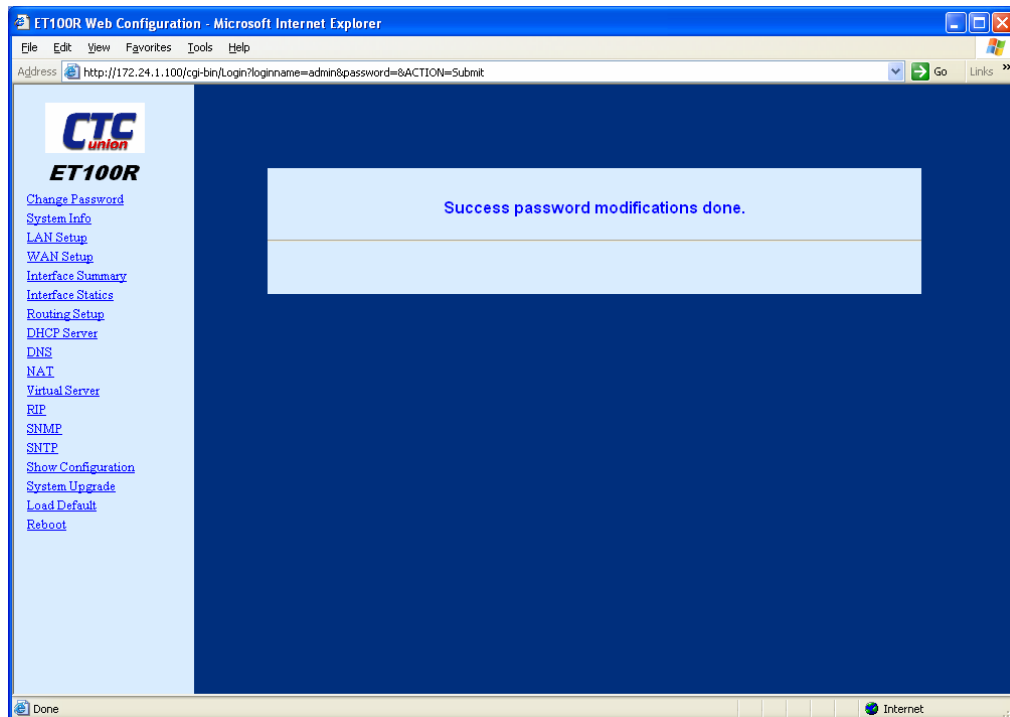 ET100R Web Configuration - Microsoft Internet Explorer
File Edit View Favorites Tools Help
Address http://172.24.1.100/cgi-bin/Login?loginname=admin&password=&ACTION=Submit Go Links »
CTC
union
ET100R
Change Password
System Info
LAN Setup
WAN Setup
Interface Summary
Interface Statics
Routing Setup
DHCP Server
DNS
NAT
Virtual Server
RIP
SNMP
SNTP
Show Configuration
System Upgrade
Load Default
Reboot
Success password modifications done.
Done Internet